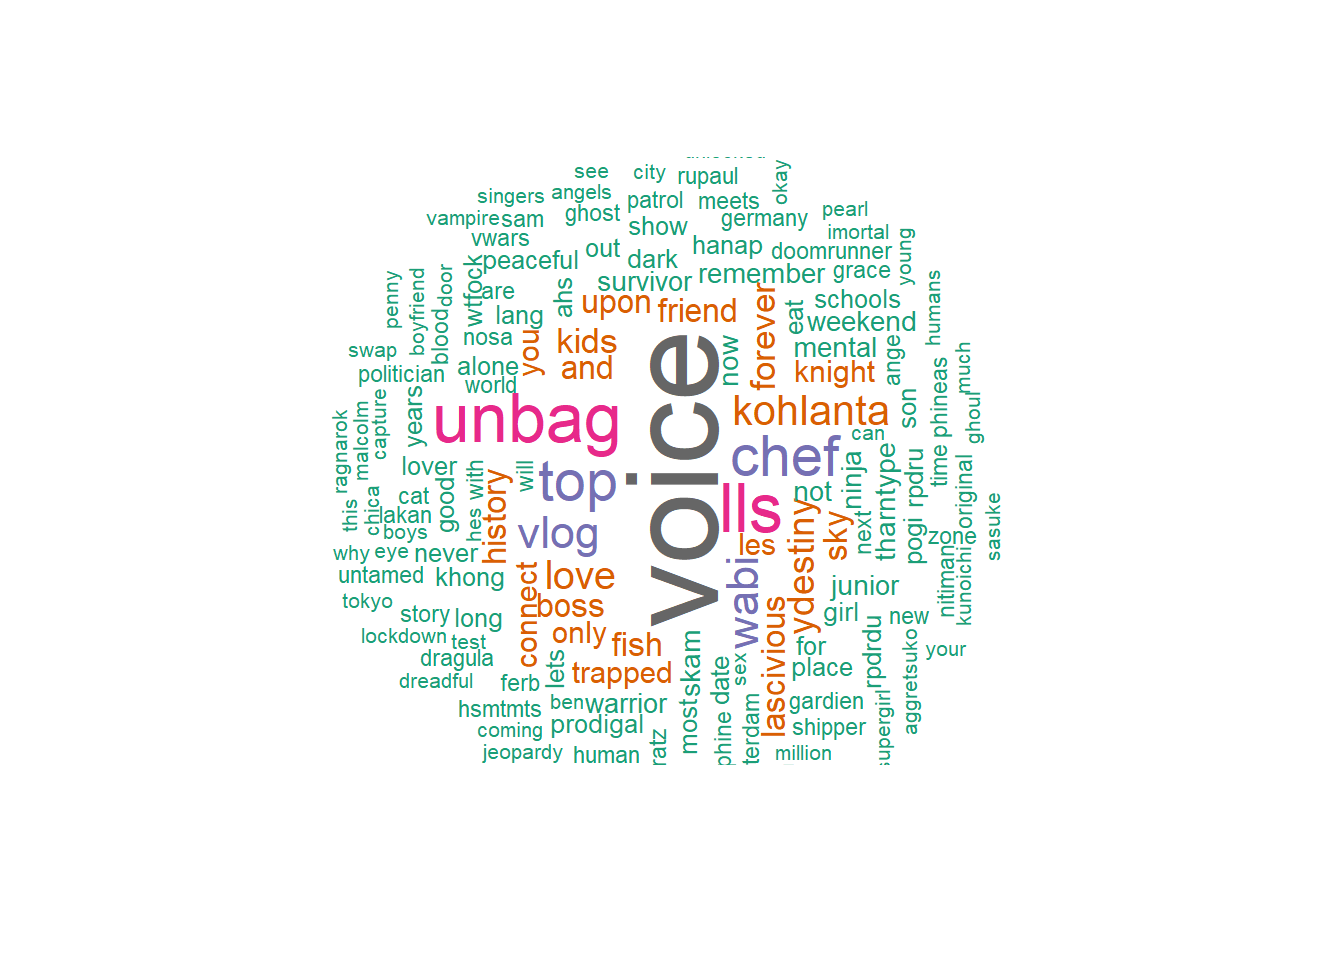 see
city
rupaul
okay
singers
angels
patrol
meets
pearl
vampire
sam
ghost
show
germany
imortal
vwars
out
dark
hanap
doomrunner
young
peaceful
survivor
remember
grace
penny
boyfriend
blood
door
wtfock
are
ahs
upon
friend
forever
eat
schools
humans
lang
weekend
nosa
you
kids
now
mental
ange
swap
alone
and
knight
much
politician
world
years
unbag
voice
kohlanta
son
phineas
ghoul
ragnarok
malcolm
capture
can
chef
lover
will
top
ninja
time
cat
good
with
history
lls
not
tharntype
rpdru
original
this
chica
lakan
boys
hes
vlog
les
ydestiny
sky
next
pogi
zone
sasuke
why
eye
never
untamed
khong
connect
love
wabi
junior
nitiman
kunoichi
tokyo
story
long
boss
lascivious
girl
new
lockdown
test
only
fish
skam
for
rpdrdu
aggretsuko
your
dragula
lets
trapped
date
sex
place
dreadful
ferb
ben
warrior
most
gardien
supergirl
hsmtmts
coming
prodigal
phine
terdam
shipper
jeopardy
human
ratz
million